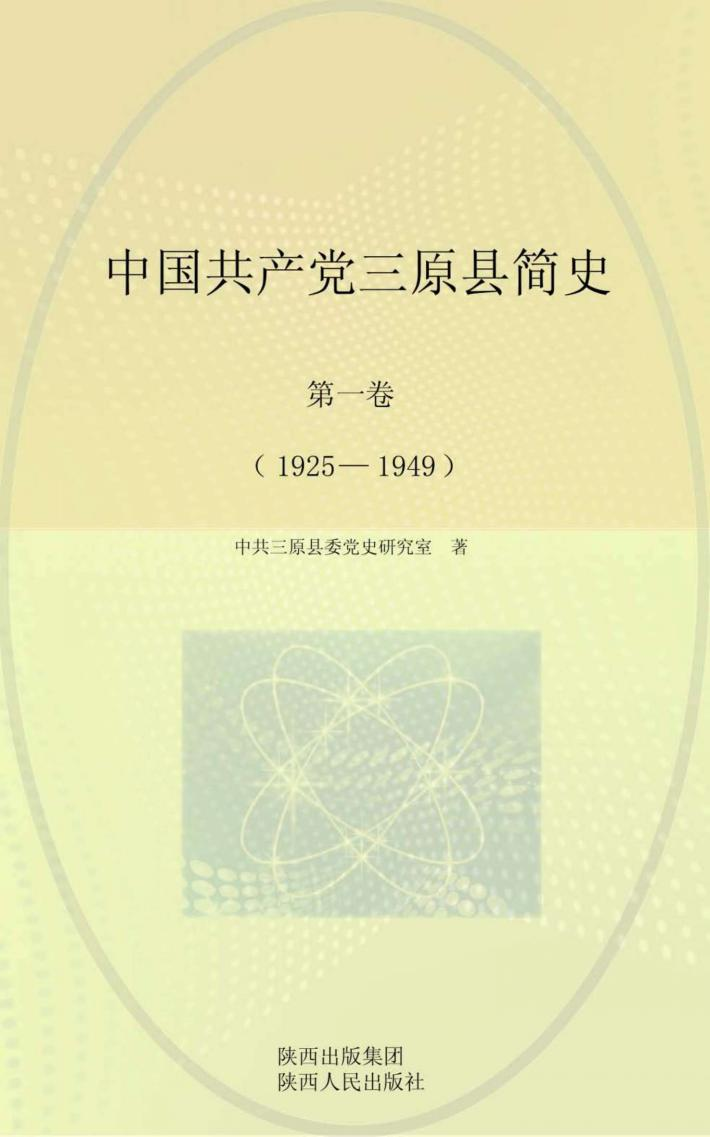 中国共产党三原县简史
第一卷
（1925—1949）
中共三原县委党史研究室 著
陕西出版集团
陕西人民出版社